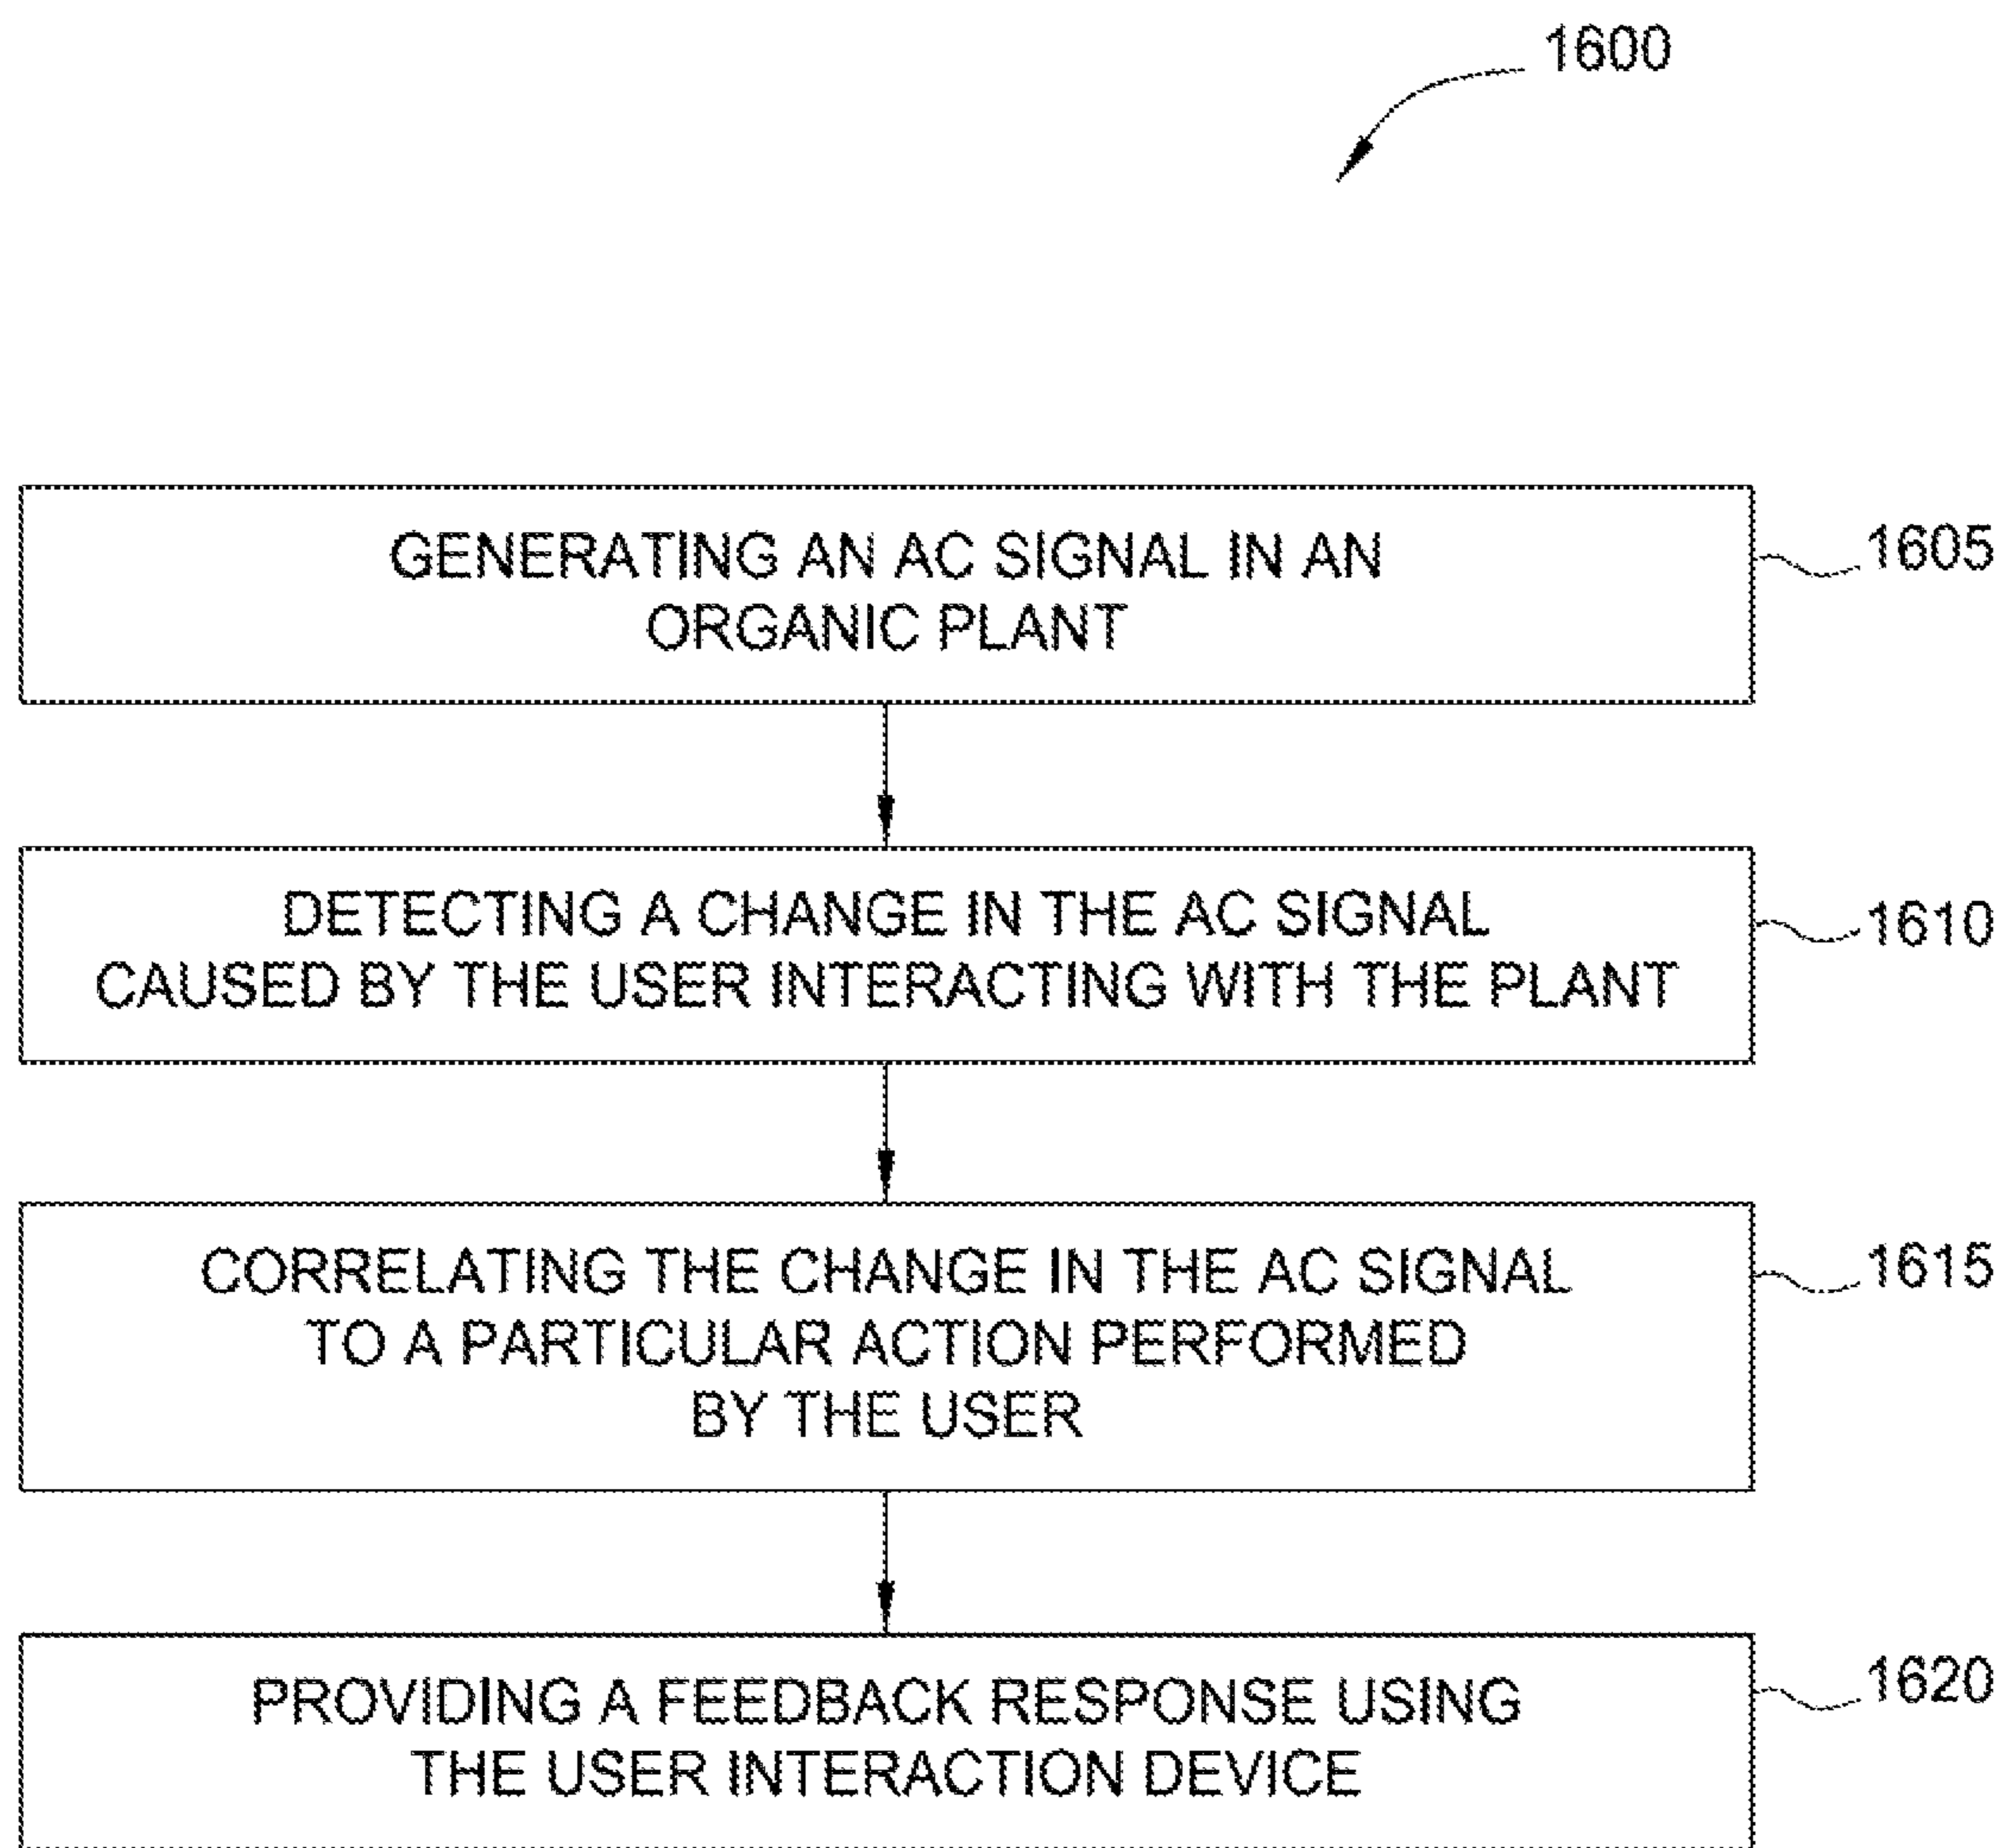 1600
GENERATING AN AC SIGNAL IN AN
ORGANIC PLANT
1605
DETECTING A CHANGE IN THE AC SIGNAL
CAUSED BY THE USER INTERACTING WITH THE PLANT
1610
CORRELATING THE CHANGE IN THE AC SIGNAL
TO A PARTICULAR ACTION PERFORMED
BY THE USER
1615
PROVIDING A FEEDBACK RESPONSE USING
THE USER INTERACTION DEVICE
1620